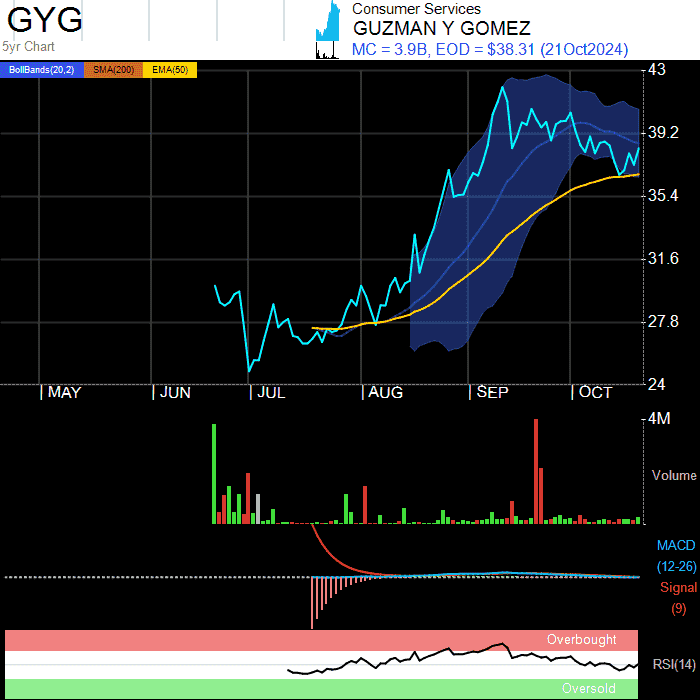 GYG
5yr Chart
Consumer Services
GUZMAN Y GOMEZ
MC = 3.9B, EOD = $38.31 (21Oct2024)
BollBands(20,2) SMA(200) EMA(50)
43
39.2
35.4
31.6
27.8
24
MAY JUN JUL AUG SEP OCT
4M
Volume
MACD
(12-26)
Signal
(9)
Overbought
RSI(14)
Oversold